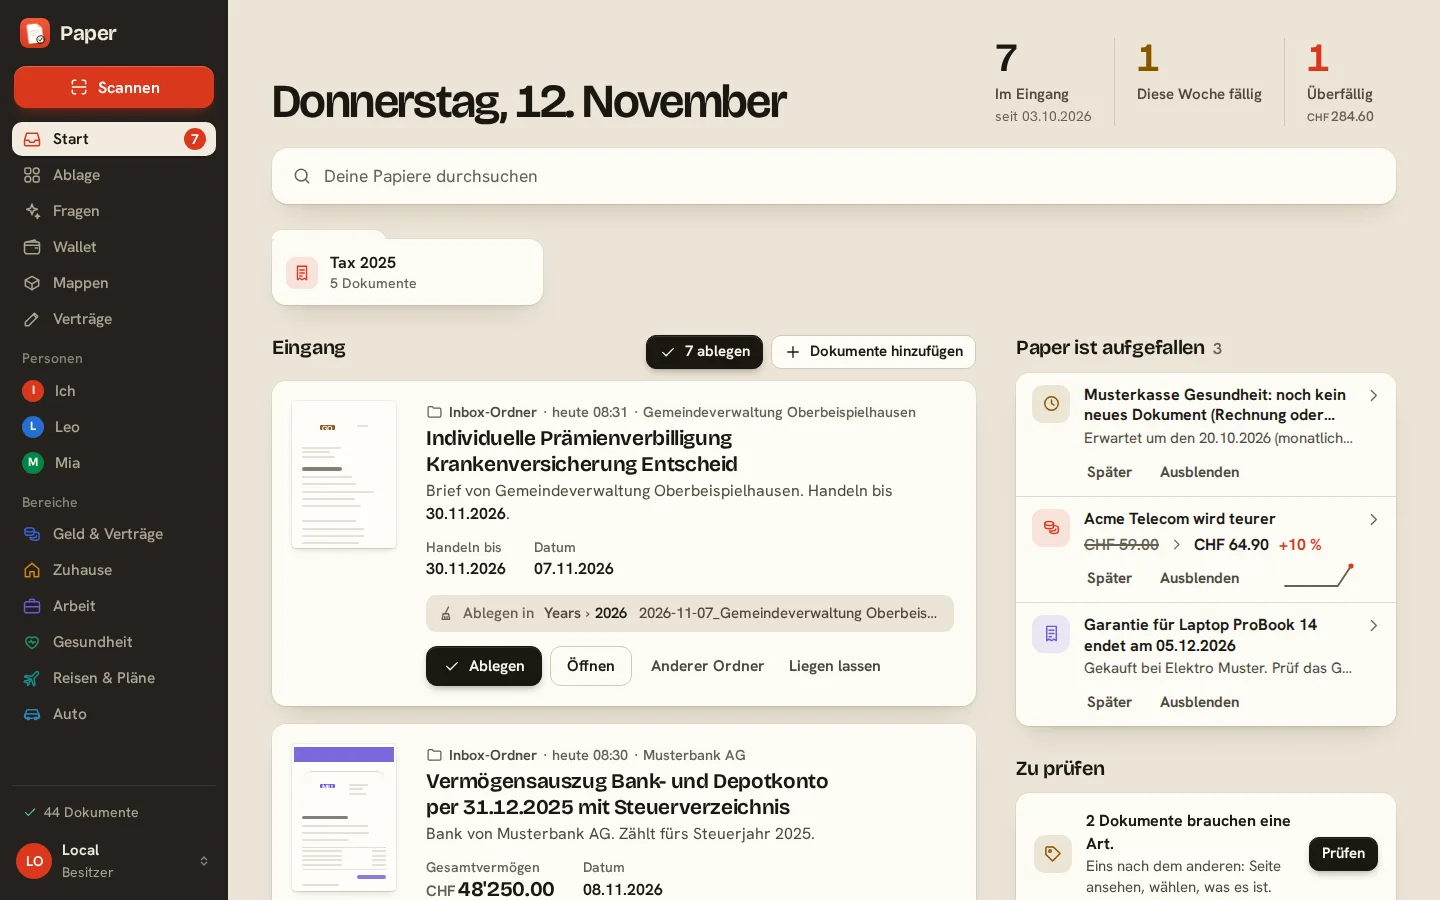 Paper
Scannen
Start 7
Ablage
Fragen
Wallet
Mappen
Verträge
Personen
I Ich
L Leo
M Mia
Bereiche
Geld & Verträge
Zuhause
Arbeit
Gesundheit
Reisen & Pläne
Auto
44 Dokumente
LO Local
Besitzer
Donnerstag, 12. November
7
Im Eingang
seit 03.10.2026
1
Diese Woche fällig
1
Überfällig
CHF 284.60
Deine Papiere durchsuchen
Tax 2025
5 Dokumente
Eingang
7 ablegen
Dokumente hinzufügen
Inbox-Ordner · heute 08:31 · Gemeindeverwaltung Oberbeispielhausen
Individuelle Prämienverbilligung
Krankenversicherung Entscheid
Brief von Gemeindeverwaltung Oberbeispielhausen. Handeln bis
30.11.2026.
Handeln bis Datum
30.11.2026 07.11.2026
Ablegen in Years › 2026 2026-11-07_Gemeindeverwaltung Oberbeis…
Ablegen Öffnen Anderer Ordner Liegen lassen
Inbox-Ordner · heute 08:30 · Musterbank AG
Vermögensauszug Bank- und Depotkonto
per 31.12.2025 mit Steuerverzeichnis
Bank von Musterbank AG. Zählt fürs Steuerjahr 2025.
Gesamtvermögen Datum
CHF 48'250.00 08.11.2026
Paper ist aufgefallen 3
Musterkasse Gesundheit: noch kein
neues Dokument (Rechnung oder…
Erwartet um den 20.10.2026 (monatlich…
Später Ausblenden
Acme Telecom wird teurer
CHF 59.00 › CHF 64.90 +10 %
Später Ausblenden
Garantie für Laptop ProBook 14
endet am 05.12.2026
Gekauft bei Elektro Muster. Prüf das G…
Später Ausblenden
Zu prüfen
2 Dokumente brauchen eine
Art.
Eins nach dem anderen: Seite
ansehen, wählen, was es ist.
Prüfen